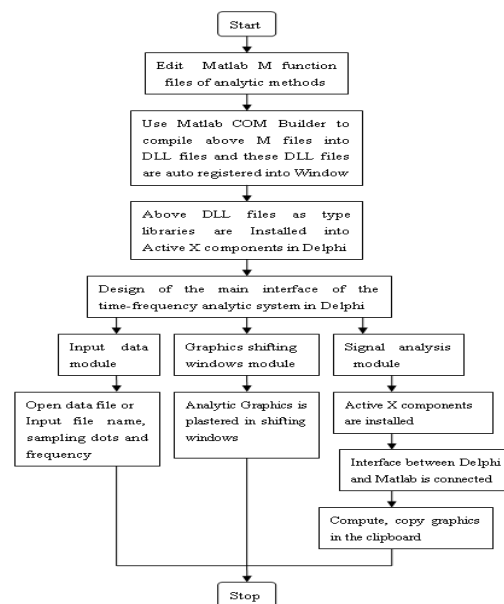 Start
Edit Matlab M function
files of analytic methods
Use Matlab COM Builder to
compile above M files into
DLL files and these DLL files
are auto registered into Window
Above DLL files as type
libraries are Installed into
Active X components in Delphi
Design of the main interface of the
time-frequency analytic system in Delphi
Input data
module
Graphics shifting
windows module
Signal analysis
module
Open data file or
Input file name,
sampling dots and
frequency
Analytic Graphics is
plastered in shifting
windows
Active X components
are installed
Interface between Delphi
and Matlab is connected
Compute, copy graphics
in the clipboard
Stop